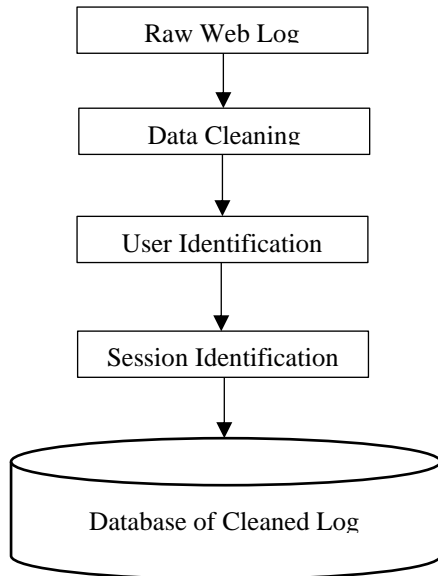 Raw Web Log
Data Cleaning
User Identification
Session Identification
Database of Cleaned Log